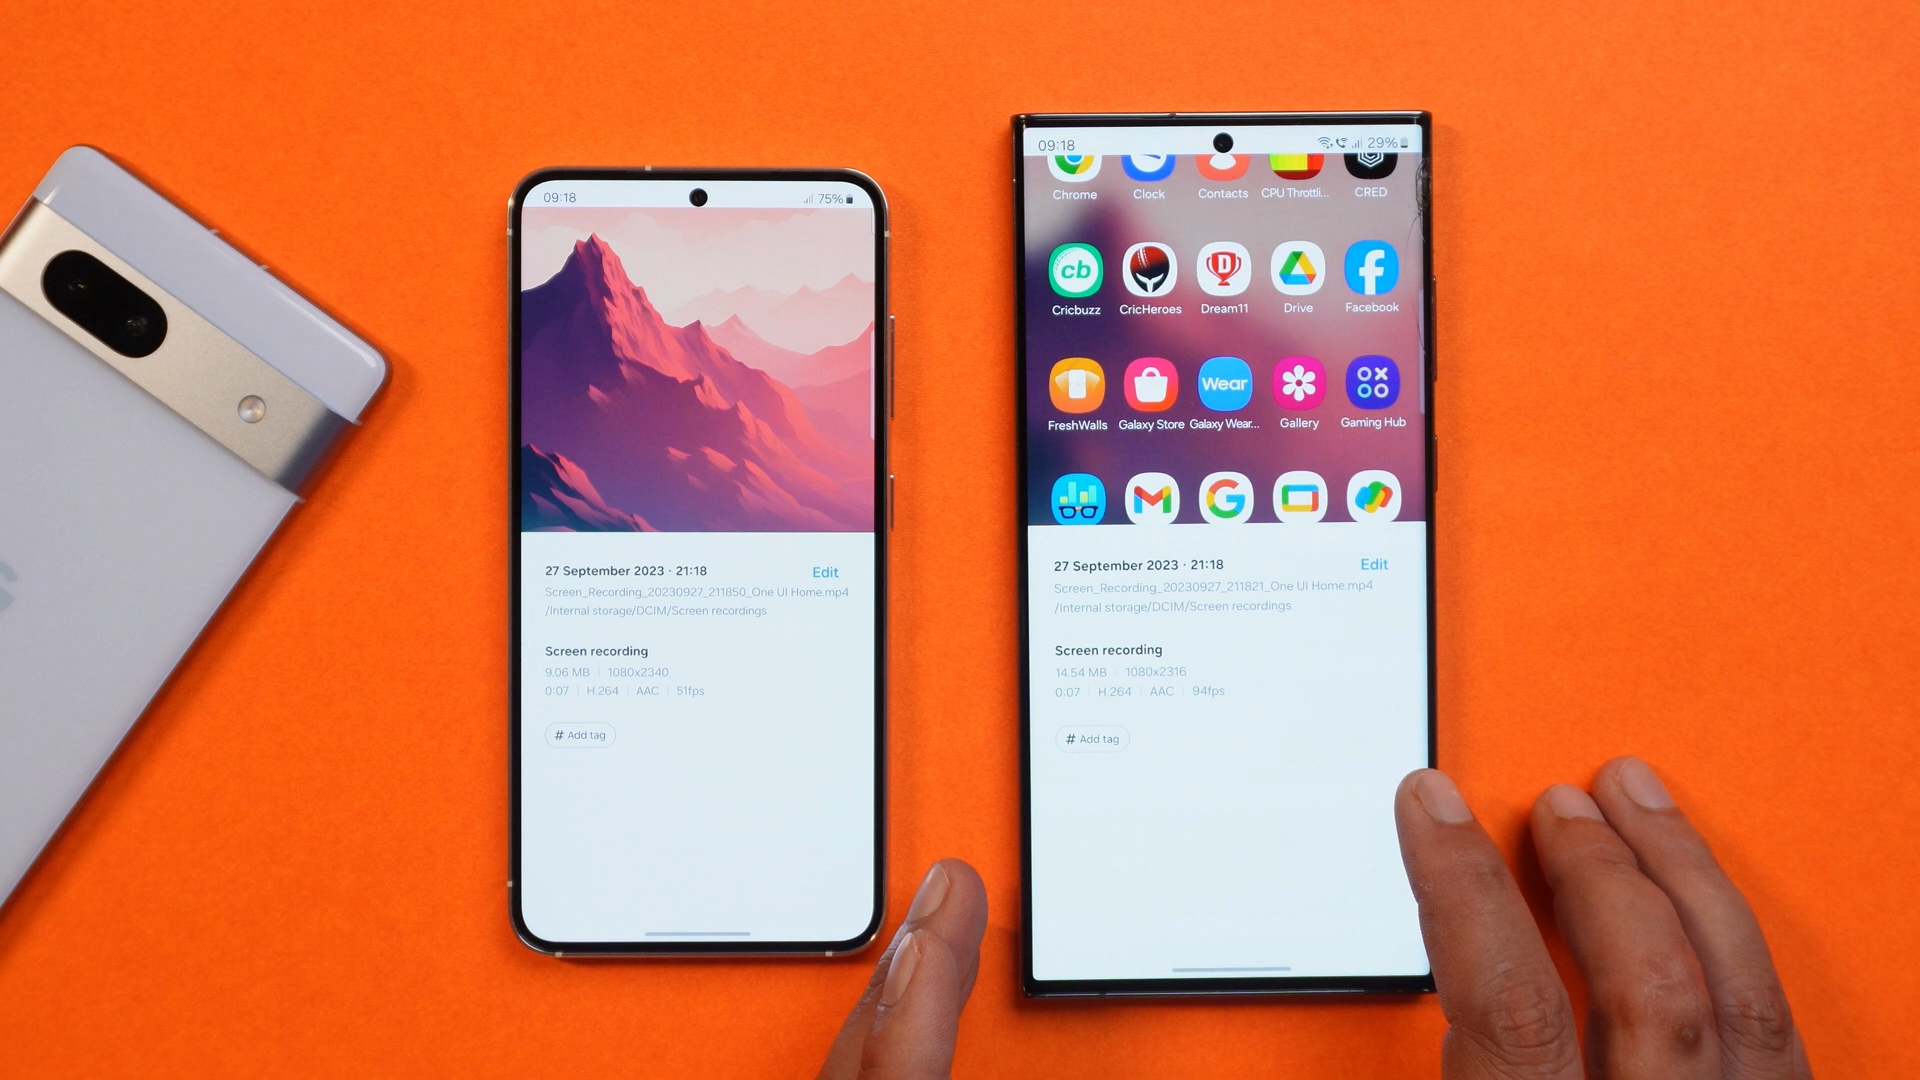 09:18
75%
27 September 2023 · 21:18
Edit
Screen_Recording_20230927_211850_One UI Home.mp4
/Internal storage/DCIM/Screen recordings
Screen recording
9.06 MB | 1080x2340
0:07 | H.264 | AAC | 51fps
# Add tag
09:18
29%
Chrome
Clock
Contacts
CPU Throttli...
CRED
cb
D
f
Cricbuzz
CricHeroes
Dream11
Drive
Facebook
Wear
FreshWalls
Galaxy Store
Galaxy Wear...
Gallery
Gaming Hub
27 September 2023 · 21:18
Edit
Screen_Recording_20230927_211821_One UI Home.mp4
/Internal storage/DCIM/Screen recordings
Screen recording
14.54 MB | 1080x2316
0:07 | H.264 | AAC | 94fps
# Add tag